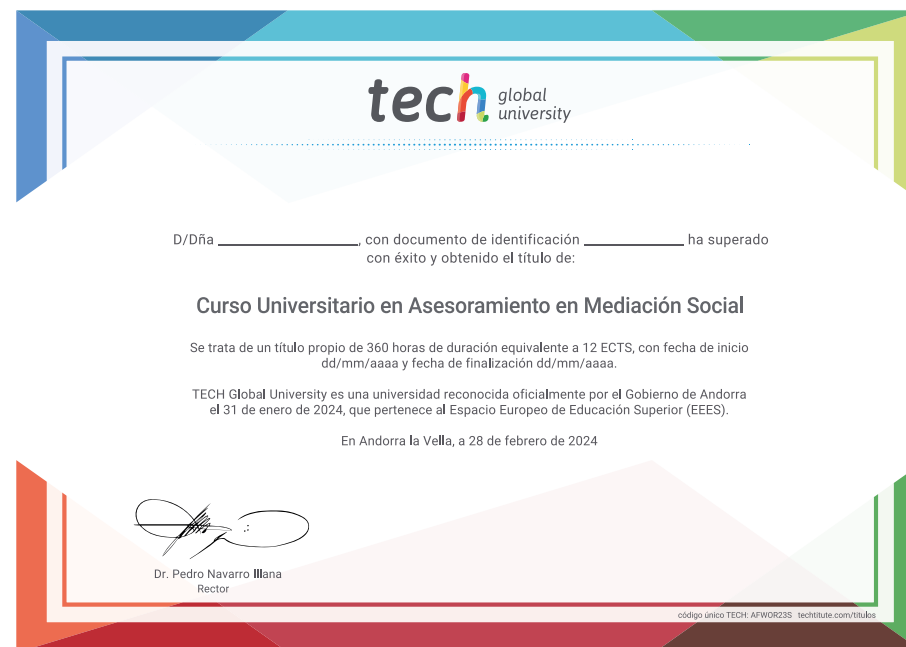 tech global
university
D/Dña ____________________, con documento de identificación ______________ ha superado
con éxito y obtenido el título de:
Curso Universitario en Asesoramiento en Mediación Social
Se trata de un título propio de 360 horas de duración equivalente a 12 ECTS, con fecha de inicio
dd/mm/aaaa y fecha de finalización dd/mm/aaaa.
TECH Global University es una universidad reconocida oficialmente por el Gobierno de Andorra
el 31 de enero de 2024, que pertenece al Espacio Europeo de Educación Superior (EEES).
En Andorra la Vella, a 28 de febrero de 2024
Dr. Pedro Navarro Illana
Rector
código único TECH: AFWOR23S techtitute.com/titulos